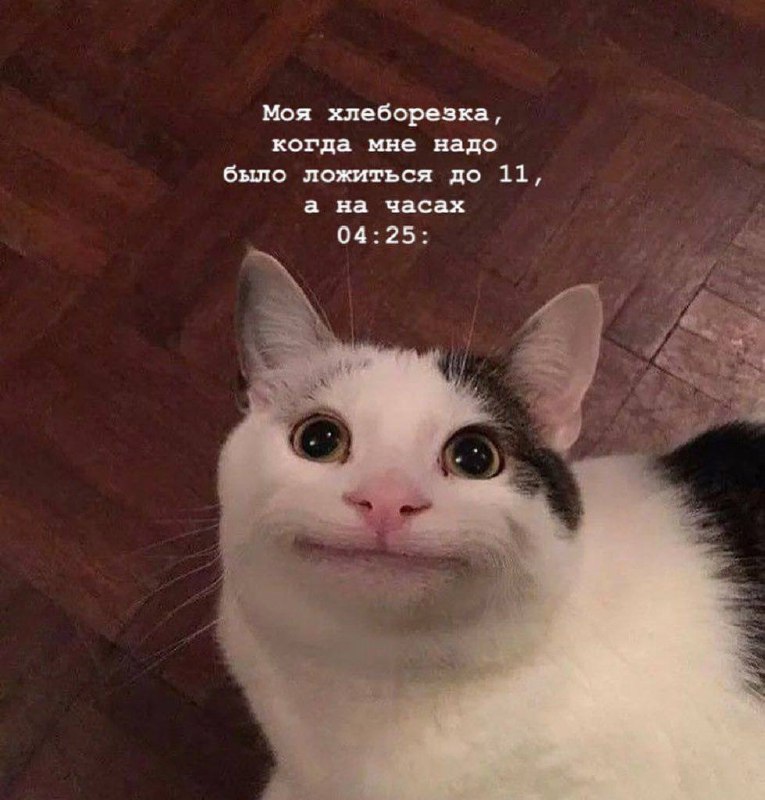 Моя хлеборезка,
когда мне надо
было ложиться до 11,
а на часах
04:25: